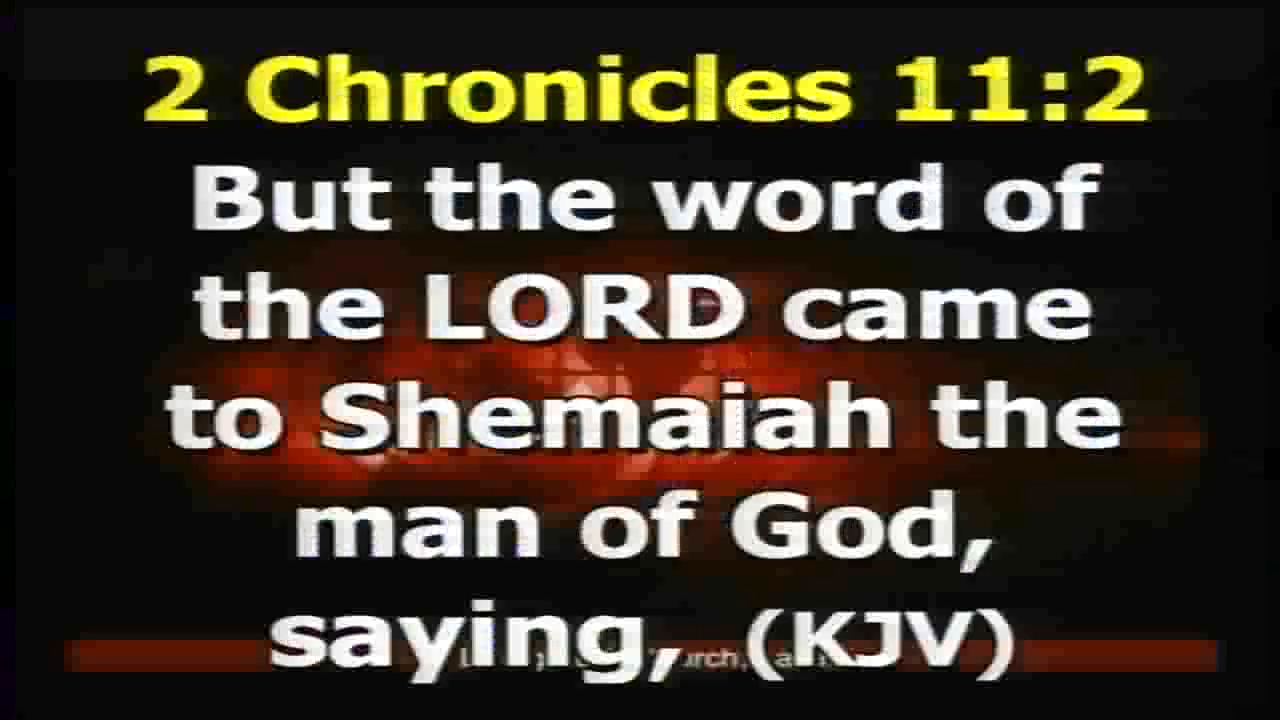 2 Chronicles 11:2
But the word of
the LORD came
to Shemaiah the
man of God,
saying, (KJV)